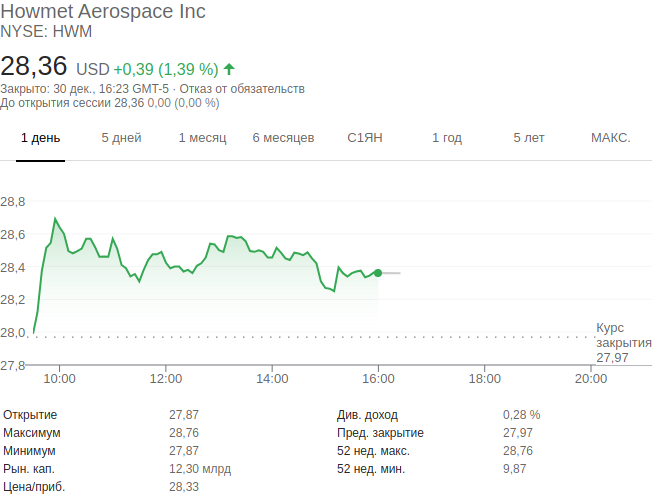 Howmet Aerospace Inc
NYSE: HWM
28,36 USD +0,39 (1,39 %)
Закрыто: 30 дек., 16:23 GMT-5 · Отказ от обязательств
До открытия сессии 28,36 0,00 (0,00 %)
1 день 5 дней 1 месяц 6 месяцев С1ЯН 1 год 5 лет МАКС.
28,8
28,6
28,4
28,2
28,0
Курс
закрытия
27,97
27,8
10:00 12:00 14:00 16:00 18:00 20:00
Открытие 27,87 Див. доход 0,28 %
Максимум 28,76 Пред. закрытие 27,97
Минимум 27,87 52 нед. макс. 28,76
Рын. кап. 12,30 млрд 52 нед. мин. 9,87
Цена/приб. 28,33